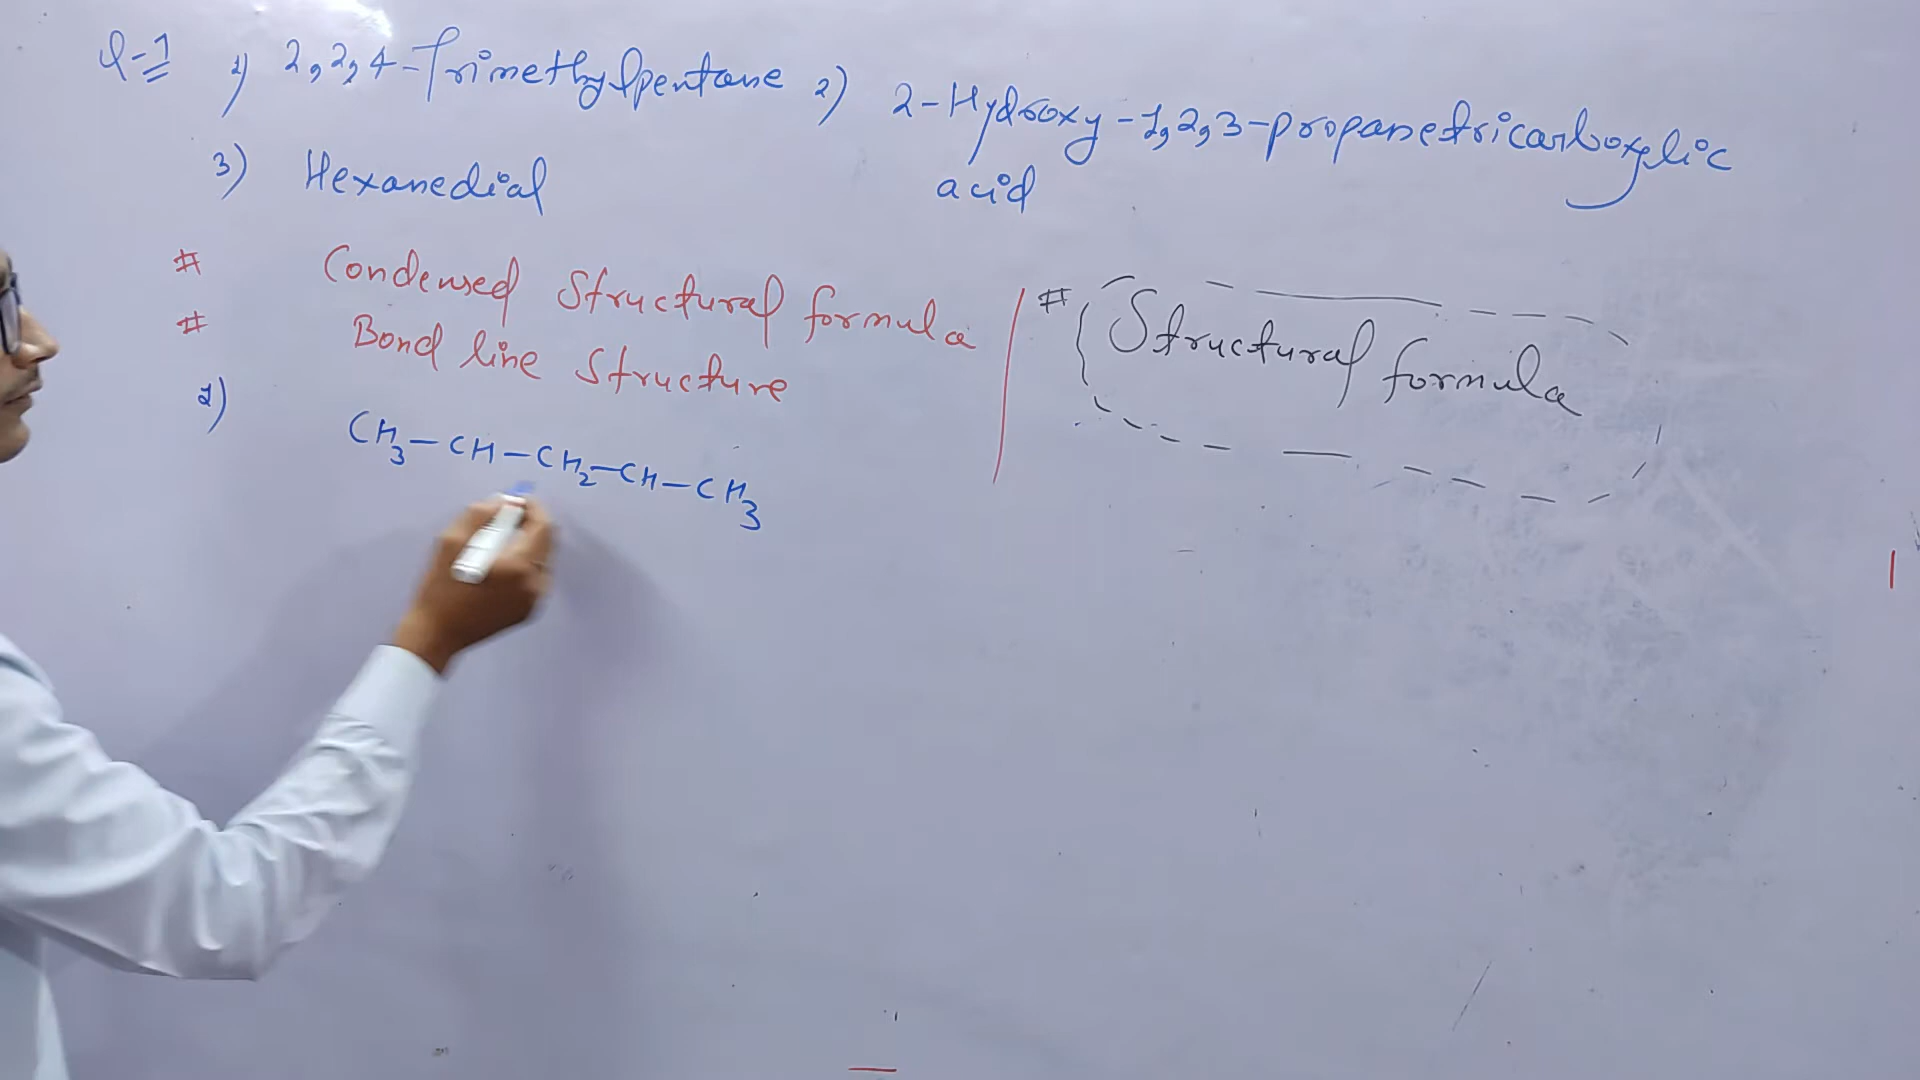 Q-1 1) 2,2,4-Trimethylpentane 2) 2-Hydroxy-1,2,3-propanetricarboxylic acid
3) Hexanedial
# Condensed Structural formula
# Bond line Structure
# Structural formula
1) CH3-CH-CH2-CH-CH3